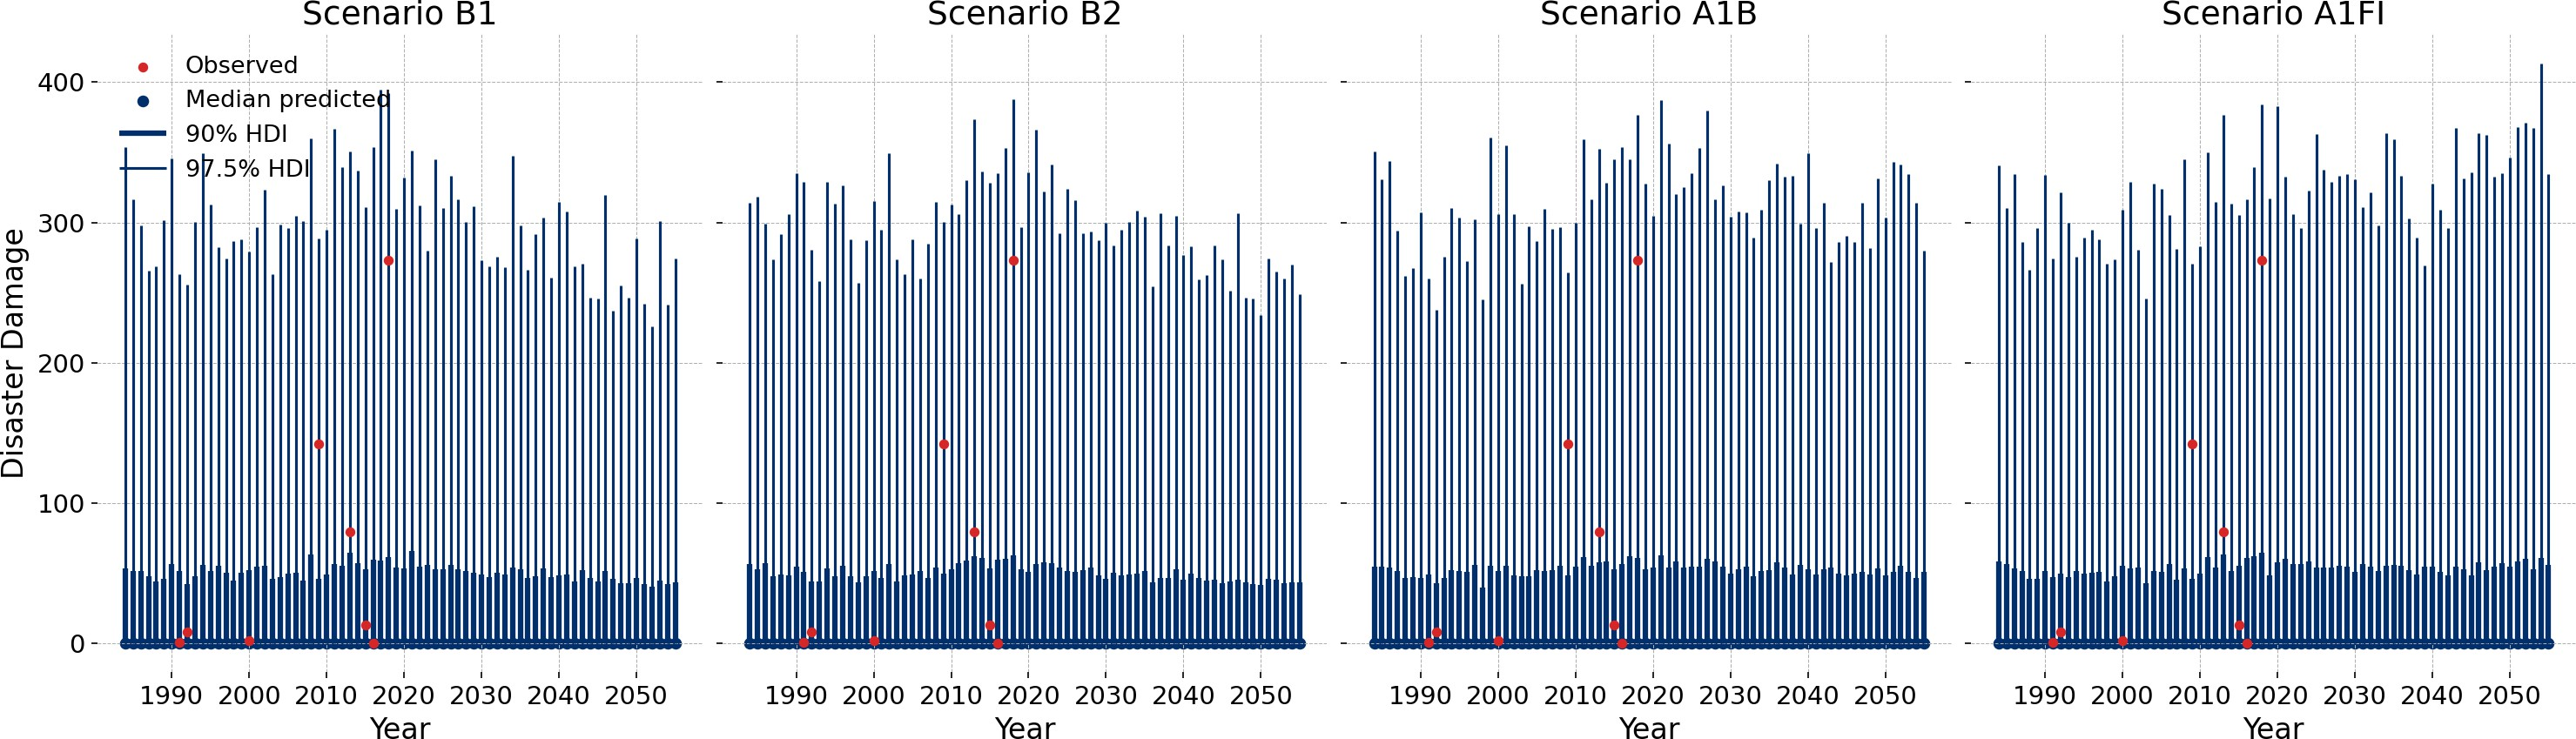 Scenario B1
Scenario B2
Scenario A1B
Scenario A1FI
Observed
Median predicted
90% HDI
97.5% HDI
Disaster Damage
400
300
200
100
0
1990 2000 2010 2020 2030 2040 2050
1990 2000 2010 2020 2030 2040 2050
1990 2000 2010 2020 2030 2040 2050
1990 2000 2010 2020 2030 2040 2050
Year
Year
Year
Year